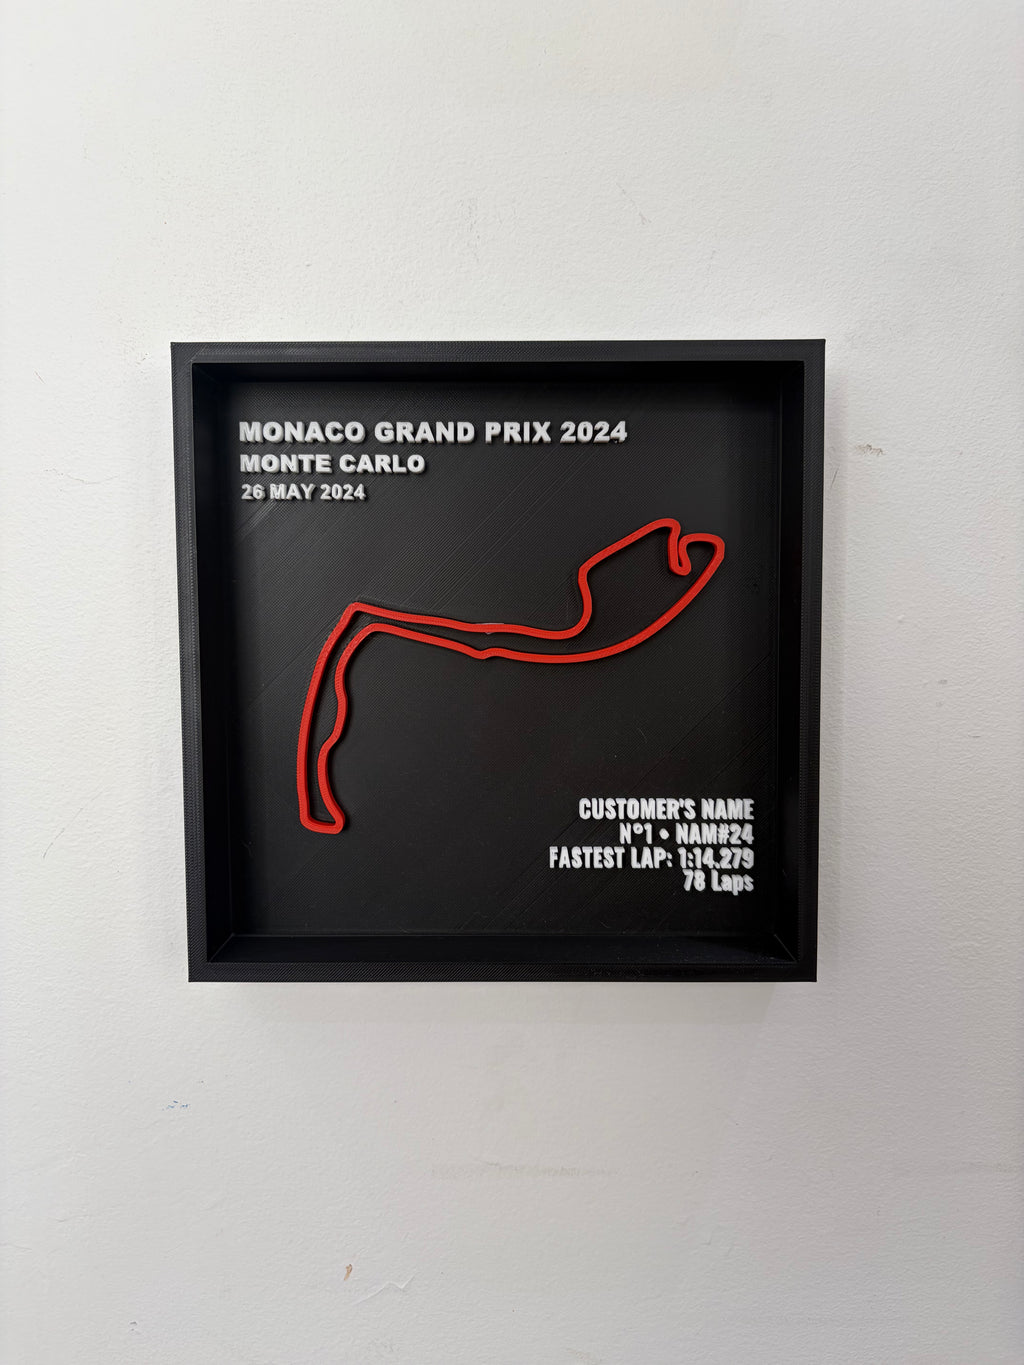 MONACO GRAND PRIX 2024
MONTE CARLO
26 MAY 2024
CUSTOMER'S NAME
N°1 • NAM#24
FASTEST LAP: 1:14.279
78 Laps